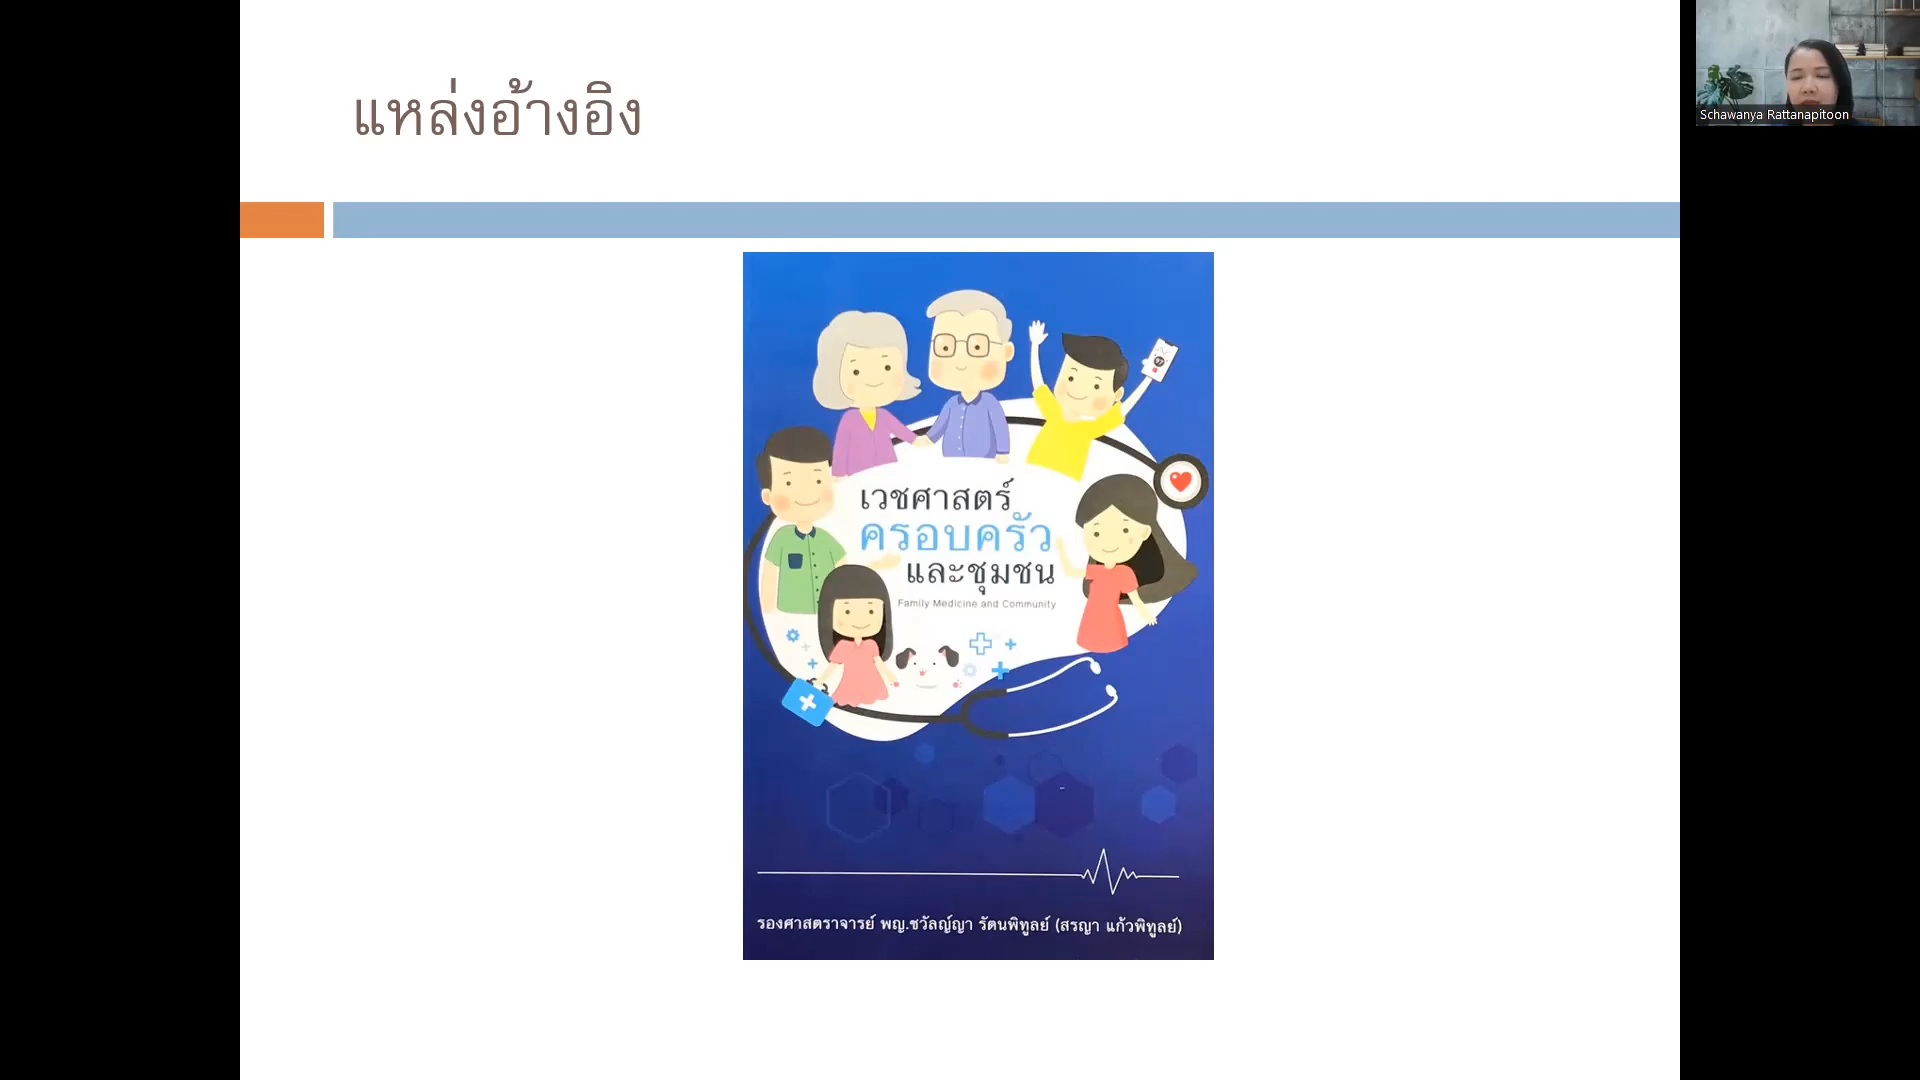 แหล่งอ้างอิง
Schawanya Rattanapitoon
เวชศาสตร์
ครอบครัว
และชุมชน
Family Medicine and Community
รองศาสตราจารย์ พญ.ชวัลญ์ญา รัตนพิทูลย์ (สรญา แก้วพิทูลย์)